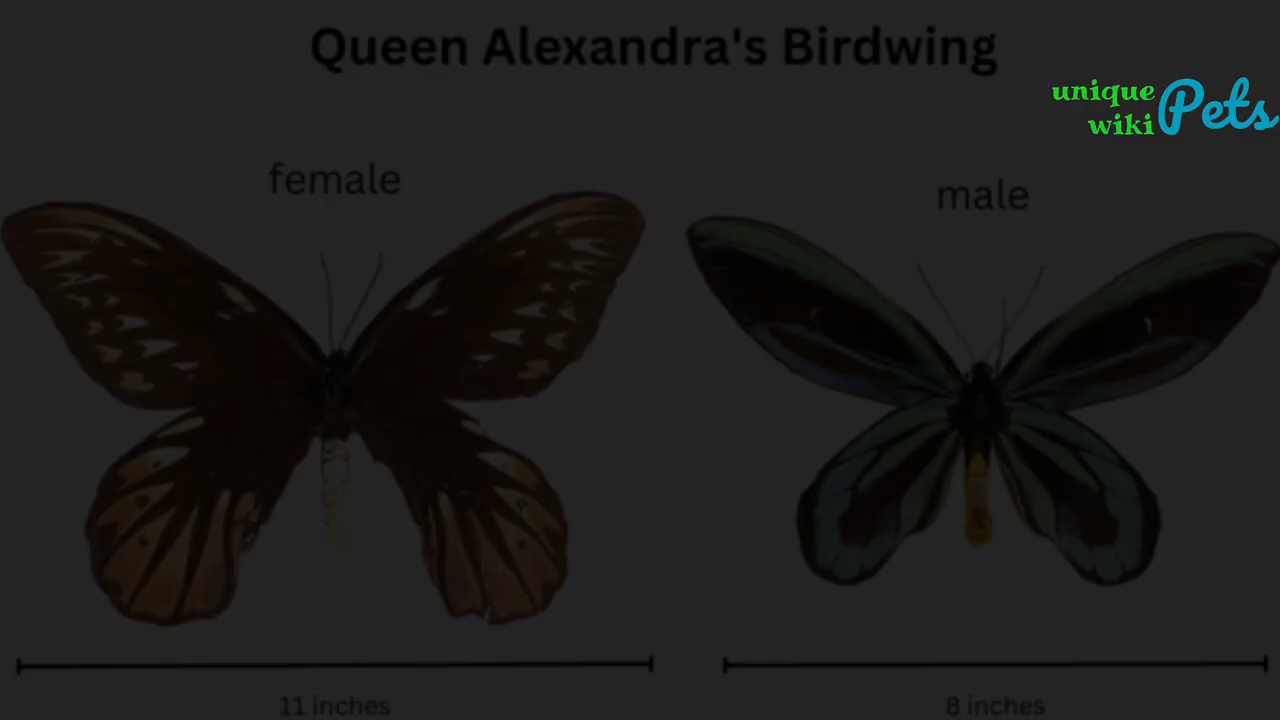 Queen Alexandra's Birdwing
unique
wiki
Pets
female
male
11 inches
8 inches